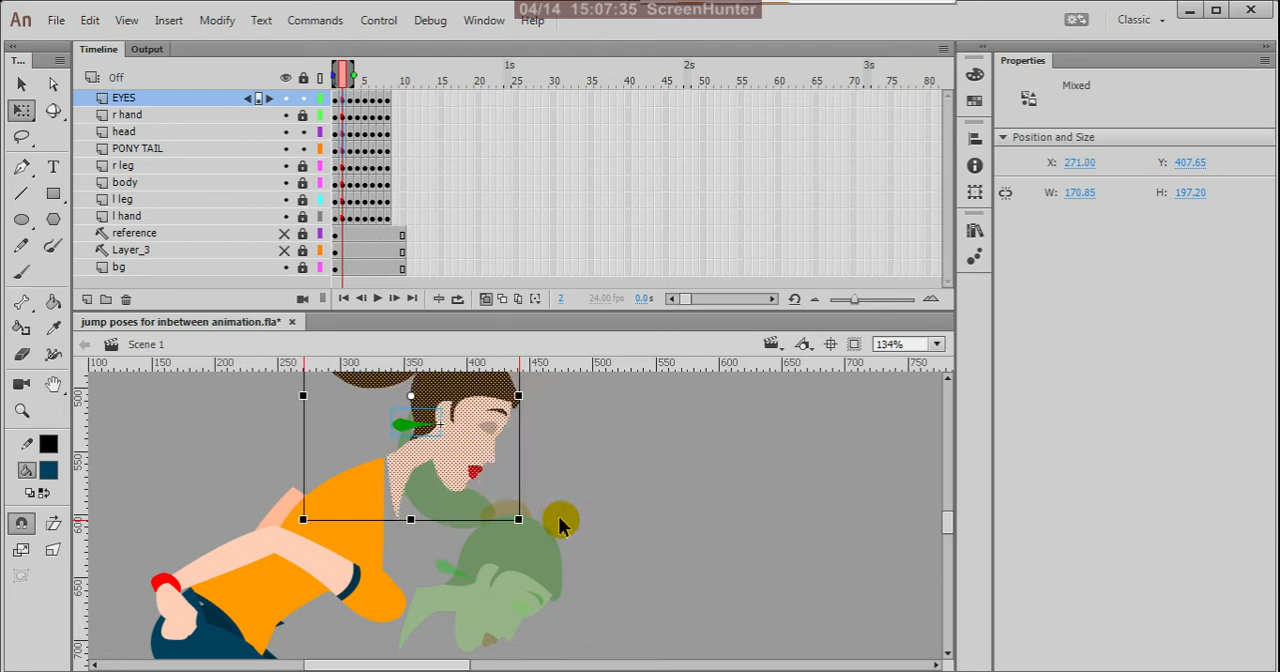 04/14 15:07:35 ScreenHunter
An File Edit View Insert Modify Text Commands Control Debug Window Help Classic
T... Timeline Output Properties
Off 1s 2s 3s
5 10 15 20 25 30 35 40 45 50 55 60 65 70 75 80
Mixed
EYES
r hand
head
PONY TAIL
r leg
body
l leg
l hand
reference
Layer_3
bg
Position and Size
X: 271.00 Y: 407.65
W: 170.85 H: 197.20
2 24.00 fps 0.0 s
jump poses for inbetween animation.fla*
Scene 1 134%
100 150 200 250 300 350 400 450 500 550 600 650 700 750
500
550
600
650
700